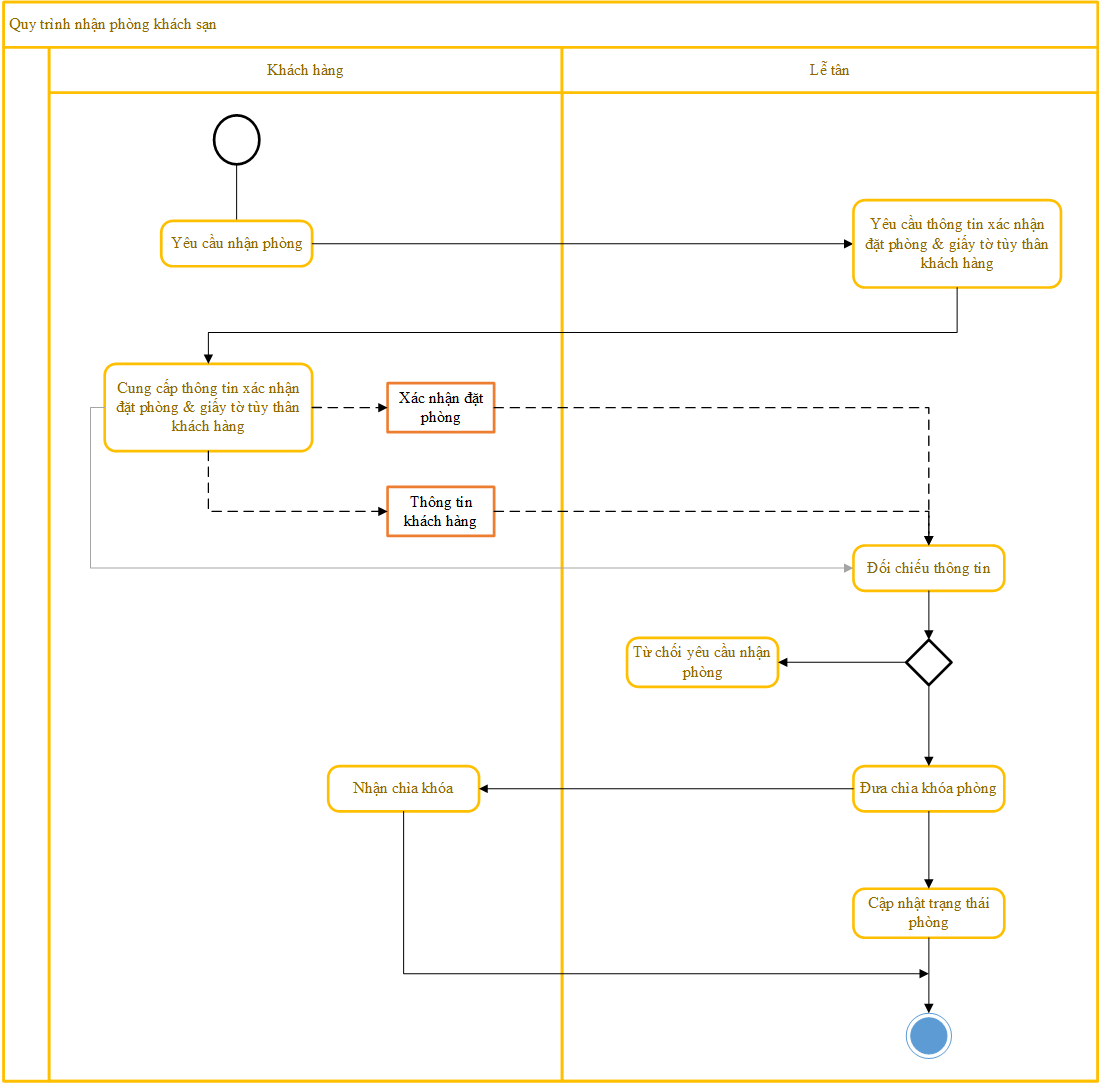 Quy trình nhận phòng khách sạn
Khách hàng
Lễ tân
Yêu cầu nhận phòng
Yêu cầu thông tin xác nhận
đặt phòng & giấy tờ tùy thân
khách hàng
Cung cấp thông tin xác nhận
đặt phòng & giấy tờ tùy thân
khách hàng
Xác nhận đặt
phòng
Thông tin
khách hàng
Đối chiếu thông tin
Từ chối yêu cầu nhận
phòng
Nhận chìa khóa
Đưa chìa khóa phòng
Cập nhật trạng thái
phòng